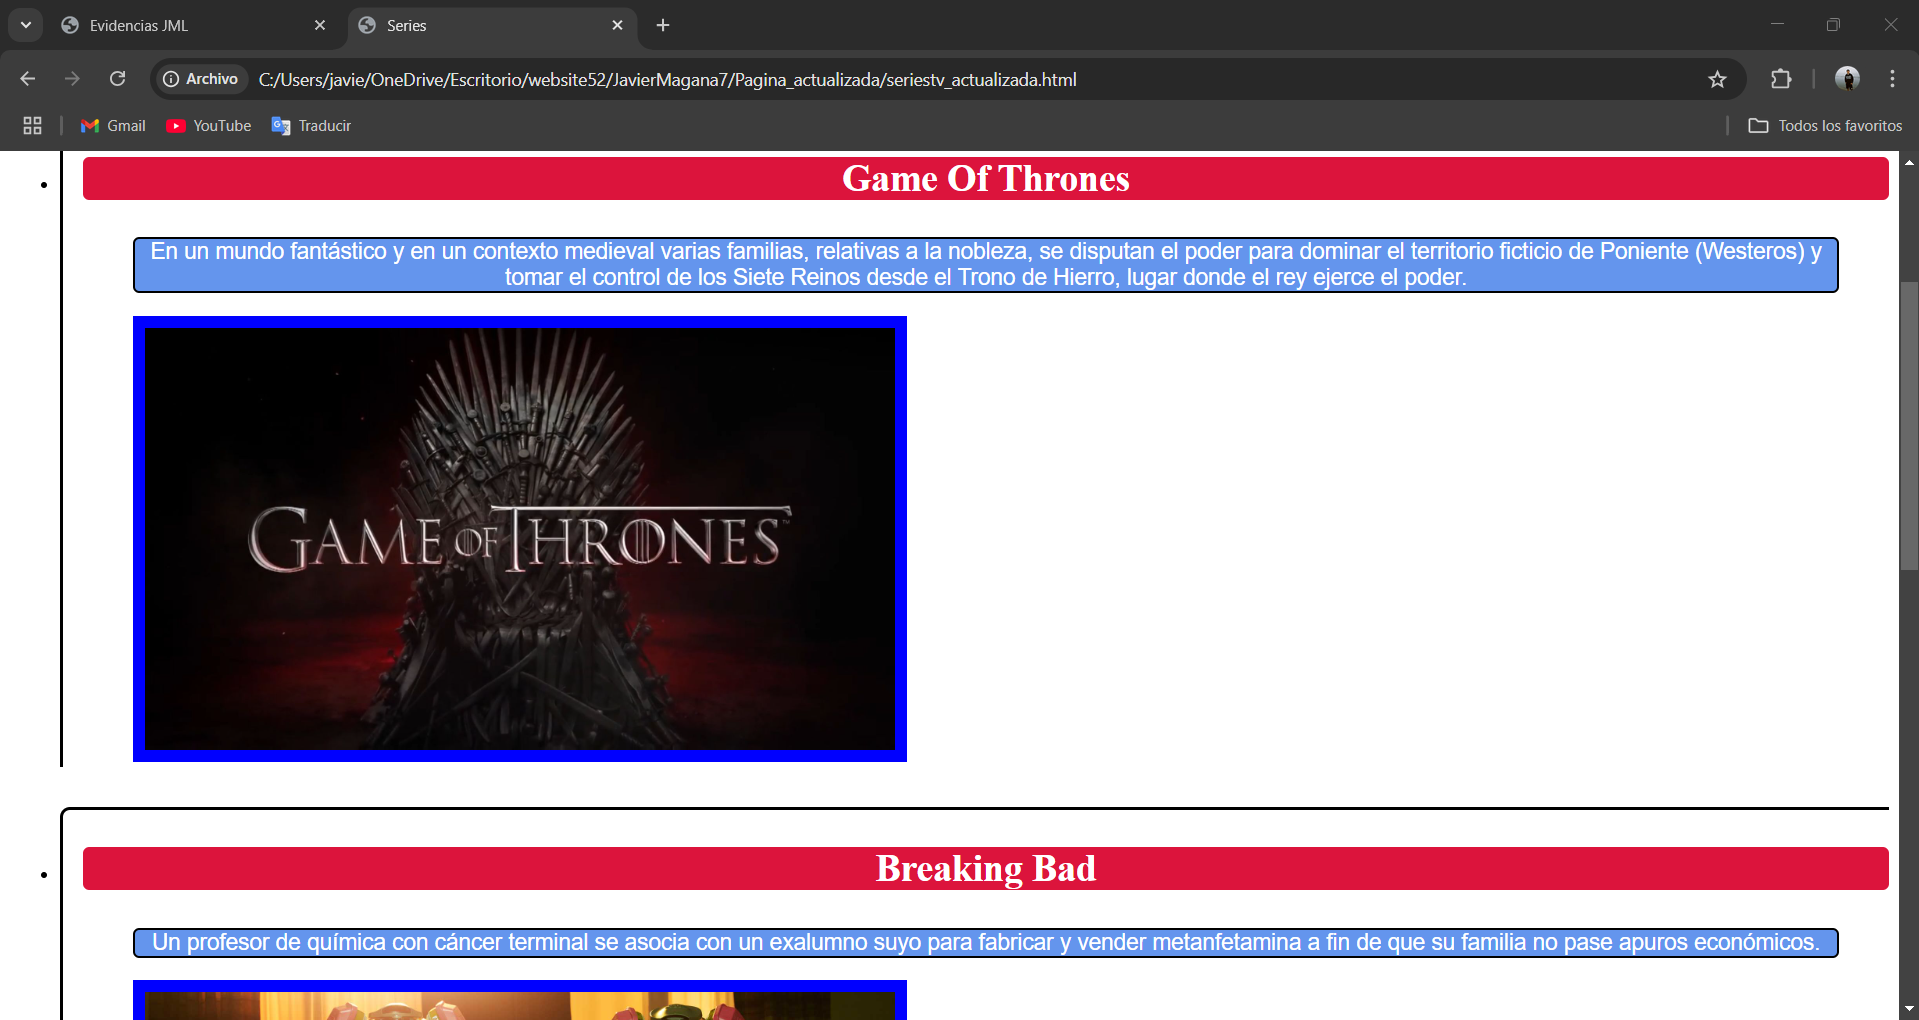 Evidencias JML
Series
Archivo
C:/Users/javie/OneDrive/Escritorio/website52/JavierMagana7/Pagina_actualizada/seriestv_actualizada.html
Gmail
YouTube
Traducir
Todos los favoritos
Game Of Thrones
En un mundo fantástico y en un contexto medieval varias familias, relativas a la nobleza, se disputan el poder para dominar el territorio ficticio de Poniente (Westeros) y
tomar el control de los Siete Reinos desde el Trono de Hierro, lugar donde el rey ejerce el poder.
GAME OF THRONES™
Breaking Bad
Un profesor de química con cáncer terminal se asocia con un exalumno suyo para fabricar y vender metanfetamina a fin de que su familia no pase apuros económicos.